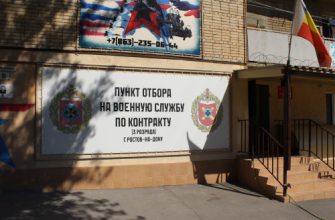 +7(863)-235-06-64
ПУНКТ ОТБОРА
НА ВОЕННУЮ СЛУЖБУ
ПО КОНТРАКТУ
(3 РАЗРЯДА)
Г. РОСТОВ-НА-ДОНУ